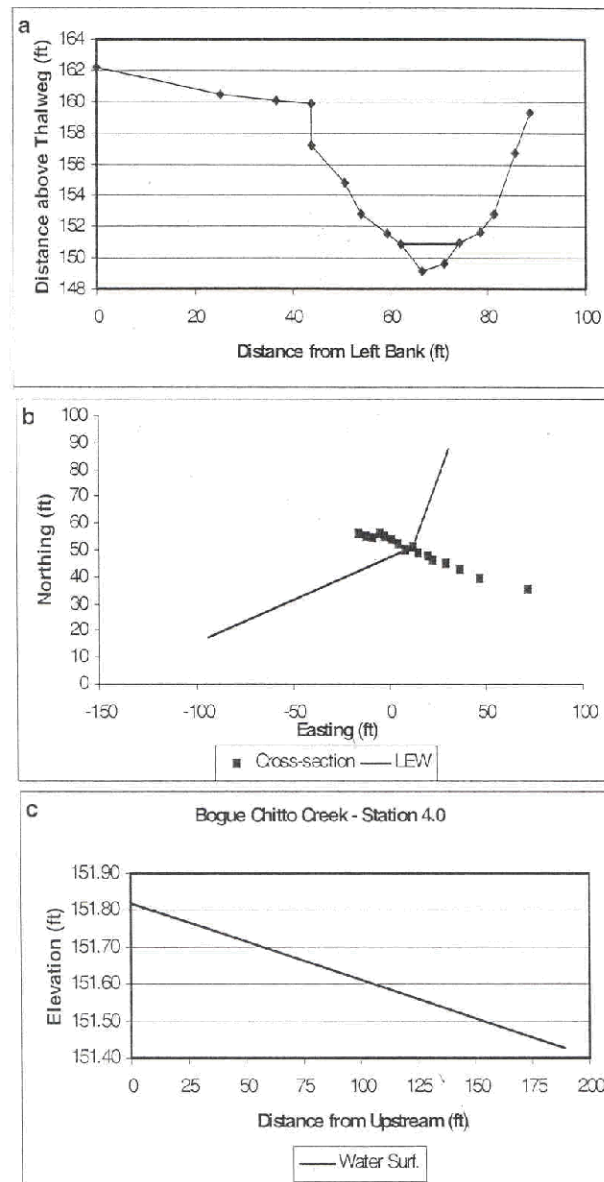 a
Distance above Thalweg (ft)
164
162
160
158
156
154
152
150
148
0 20 40 60 80 100
Distance from Left Bank (ft)
b
Northing (ft)
100
90
80
70
60
50
40
30
20
10
0
-150 -100 -50 0 50 100
Easting (ft)
Cross-section LEW
c
Bogue Chitto Creek - Station 4.0
Elevation (ft)
151.90
151.80
151.70
151.60
151.50
151.40
0 25 50 75 100 125 150 175 200
Distance from Upstream (ft)
Water Surf.